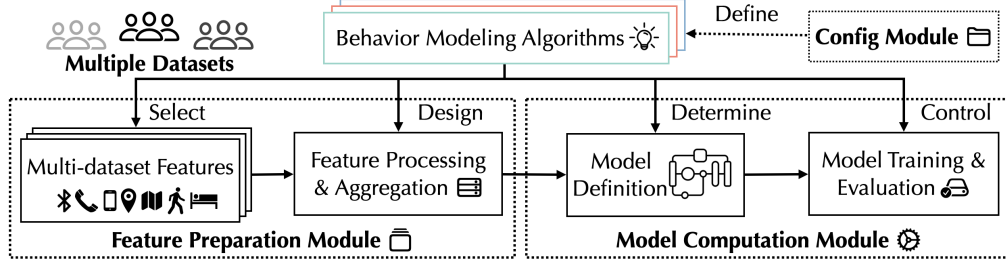 Multiple Datasets
Behavior Modeling Algorithms
Define
Config Module
Select
Design
Determine
Control
Multi-dataset Features
Feature Processing
& Aggregation
Model
Definition
Model Training &
Evaluation
Feature Preparation Module
Model Computation Module